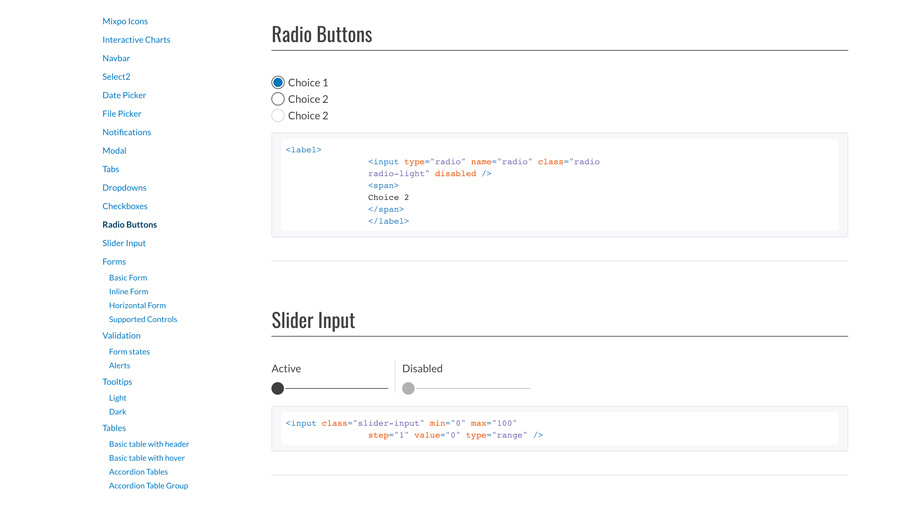 Mixpo Icons
Interactive Charts
Navbar
Select2
Date Picker
File Picker
Notifications
Modal
Tabs
Dropdowns
Checkboxes
Radio Buttons
Slider Input
Forms
Basic Form
Inline Form
Horizontal Form
Supported Controls
Validation
Form states
Alerts
Tooltips
Light
Dark
Tables
Basic table with header
Basic table with hover
Accordion Tables
Accordion Table Group
Radio Buttons
Choice 1
Choice 2
Choice 2
<label>
<input type="radio" name="radio" class="radio
radio-light" disabled />
<span>
Choice 2
</span>
</label>
Slider Input
Active
Disabled
<input class="slider-input" min="0" max="100"
step="1" value="0" type="range" />